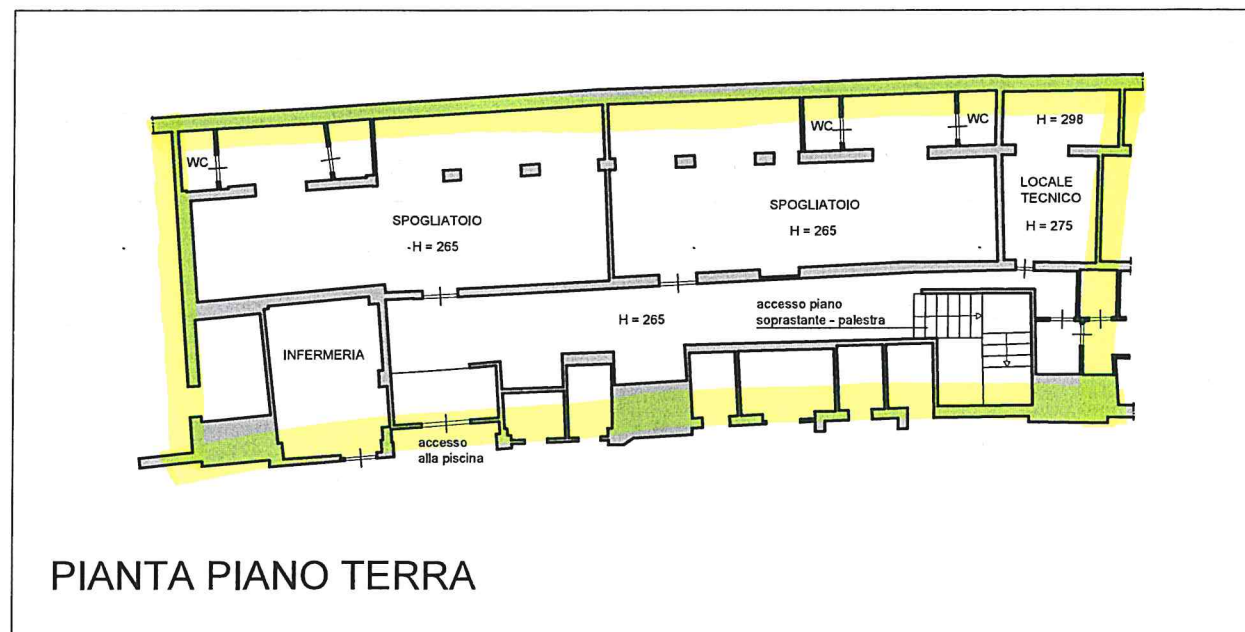 WC
WC
WC
H = 298
LOCALE
TECNICO
H = 275
SPOGLIATOIO
H = 265
SPOGLIATOIO
H = 265
accesso piano
soprastante - palestra
H = 265
INFERMERIA
accesso
alla piscina
PIANTA PIANO TERRA